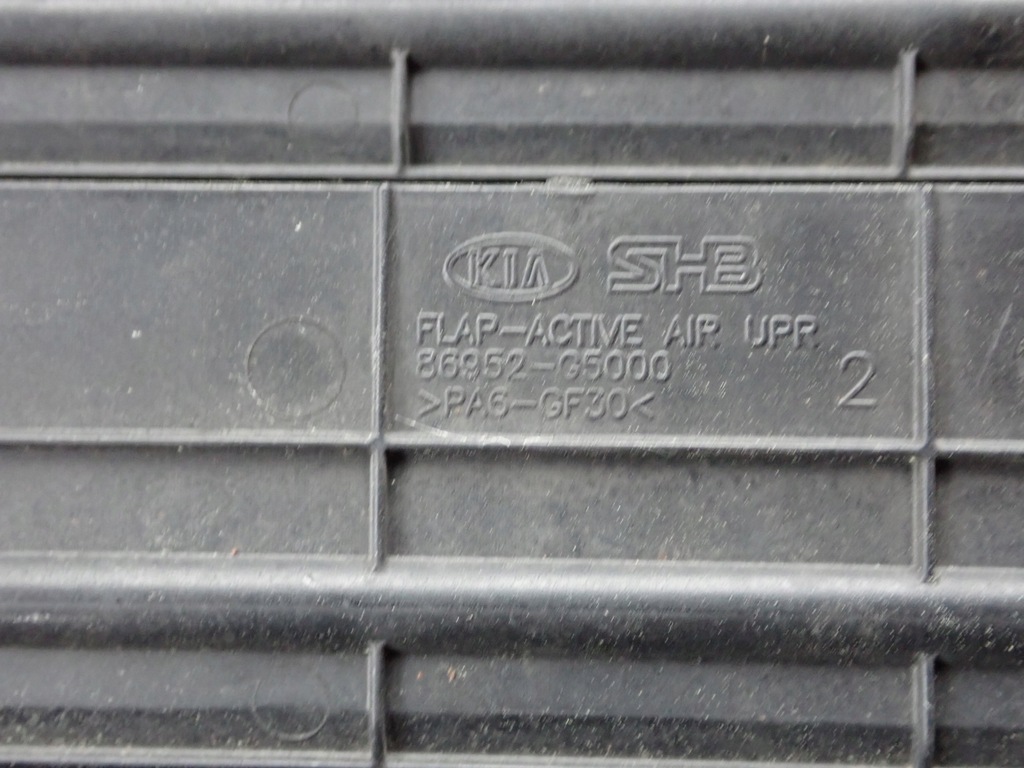 KIA SHB
FLAP-ACTIVE AIR UPR
86952-G5000
>PA6-GF30<
2